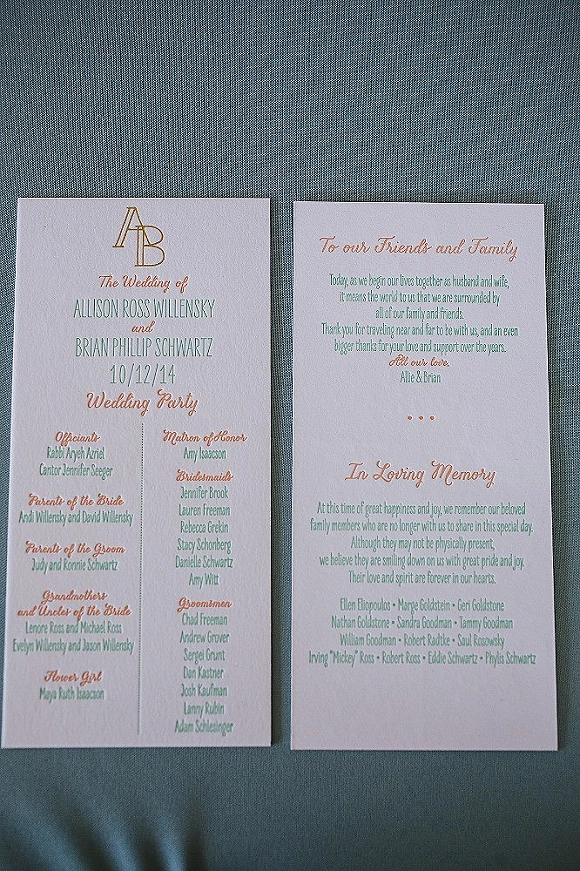 AB
The Wedding of
ALLISON ROSS WILLENSKY
and
BRIAN PHILLIP SCHWARTZ
10/12/14
Wedding Party
Officiants
Rabbi Aryeh Azriel
Cantor Jennifer Seeger
Parents of the Bride
Andi Willensky and David Willensky
Parents of the Groom
Judy and Ronnie Schwartz
Grandmothers
and Uncles of the Bride
Lenore Ross and Michael Ross
Evelyn Willensky and Jason Willensky
Flower Girl
Maya Ruth Isaacson
Matron of Honor
Amy Isaacson
Bridesmaids
Jennifer Brook
Lauren Freeman
Rebecca Grekin
Stacy Schonberg
Danielle Schwartz
Amy Witt
Groomsmen
Chad Freeman
Andrew Grover
Sergei Grunt
Dan Kastner
Josh Kaufman
Lanny Rubin
Adam Schlesinger
To our Friends and Family
Today, as we begin our lives together as husband and wife,
it means the world to us that we are surrounded by
all of our family and friends.
Thank you for traveling near and far to be with us, and an even
bigger thanks for your love and support over the years.
All our love,
Allie & Brian
• • •
In Loving Memory
At this time of great happiness and joy, we remember our beloved
family members who are no longer with us to share in this special day.
Although they may not be physically present,
we believe they are smiling down on us with great pride and joy.
Their love and spirit are forever in our hearts.
Ellen Eliopoulos • Marge Goldstein • Geri Goldstone
Nathan Goldstone • Sandra Goodman • Tammy Goodman
William Goodman • Robert Radtke • Saul Rosowsky
Irving "Mickey" Ross • Robert Ross • Eddie Schwartz • Phylis Schwartz